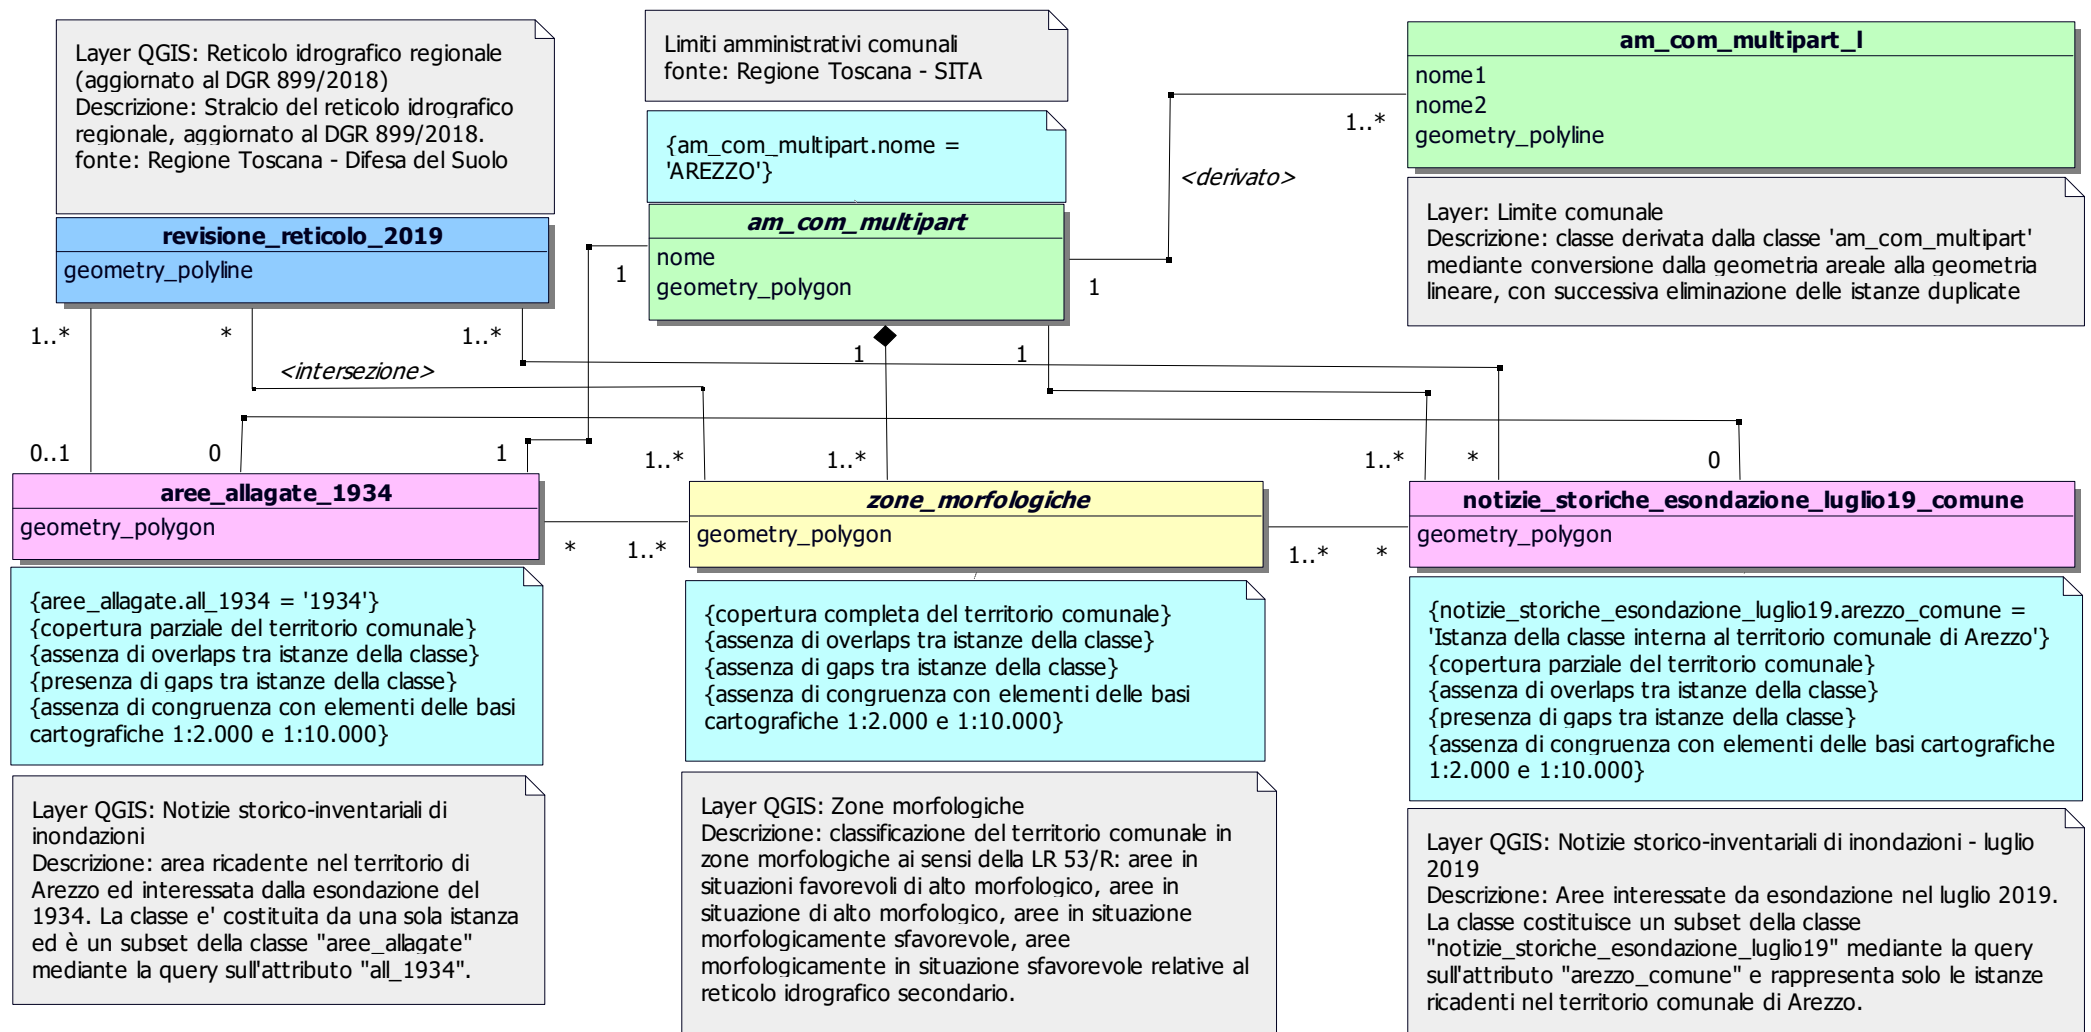 Layer QGIS: Reticolo idrografico regionale
(aggiornato al DGR 899/2018)
Descrizione: Stralcio del reticolo idrografico
regionale, aggiornato al DGR 899/2018.
fonte: Regione Toscana - Difesa del Suolo
Limiti amministrativi comunali
fonte: Regione Toscana - SITA
{am_com_multipart.nome =
'AREZZO'}
am_com_multipart_l
nome1
nome2
geometry_polyline
1..*
<derivato>
Layer: Limite comunale
Descrizione: classe derivata dalla classe 'am_com_multipart'
mediante conversione dalla geometria areale alla geometria
lineare, con successiva eliminazione delle istanze duplicate
revisione_reticolo_2019
geometry_polyline
am_com_multipart
nome
geometry_polygon
1
1
1..*
*
1..*
1
1
<intersezione>
0..1
0
1
1..*
1..*
1..*
*
0
aree_allagate_1934
geometry_polygon
zone_morfologiche
geometry_polygon
notizie_storiche_esondazione_luglio19_comune
geometry_polygon
*
1..*
1..*
*
{aree_allagate.all_1934 = '1934'}
{copertura parziale del territorio comunale}
{assenza di overlaps tra istanze della classe}
{presenza di gaps tra istanze della classe}
{assenza di congruenza con elementi delle basi
cartografiche 1:2.000 e 1:10.000}
{copertura completa del territorio comunale}
{assenza di overlaps tra istanze della classe}
{assenza di gaps tra istanze della classe}
{assenza di congruenza con elementi delle basi
cartografiche 1:2.000 e 1:10.000}
{notizie_storiche_esondazione_luglio19.arezzo_comune =
'Istanza della classe interna al territorio comunale di Arezzo'}
{copertura parziale del territorio comunale}
{assenza di overlaps tra istanze della classe}
{presenza di gaps tra istanze della classe}
{assenza di congruenza con elementi delle basi cartografiche
1:2.000 e 1:10.000}
Layer QGIS: Notizie storico-inventariali di
inondazioni
Descrizione: area ricadente nel territorio di
Arezzo ed interessata dalla esondazione del
1934. La classe e' costituita da una sola istanza
ed è un subset della classe "aree_allagate"
mediante la query sull'attributo "all_1934".
Layer QGIS: Zone morfologiche
Descrizione: classificazione del territorio comunale in
zone morfologiche ai sensi della LR 53/R: aree in
situazioni favorevoli di alto morfologico, aree in
situazione di alto morfologico, aree in situazione
morfologicamente sfavorevole, aree
morfologicamente in situazione sfavorevole relative al
reticolo idrografico secondario.
Layer QGIS: Notizie storico-inventariali di inondazioni - luglio
2019
Descrizione: Aree interessate da esondazione nel luglio 2019.
La classe costituisce un subset della classe
"notizie_storiche_esondazione_luglio19" mediante la query
sull'attributo "arezzo_comune" e rappresenta solo le istanze
ricadenti nel territorio comunale di Arezzo.